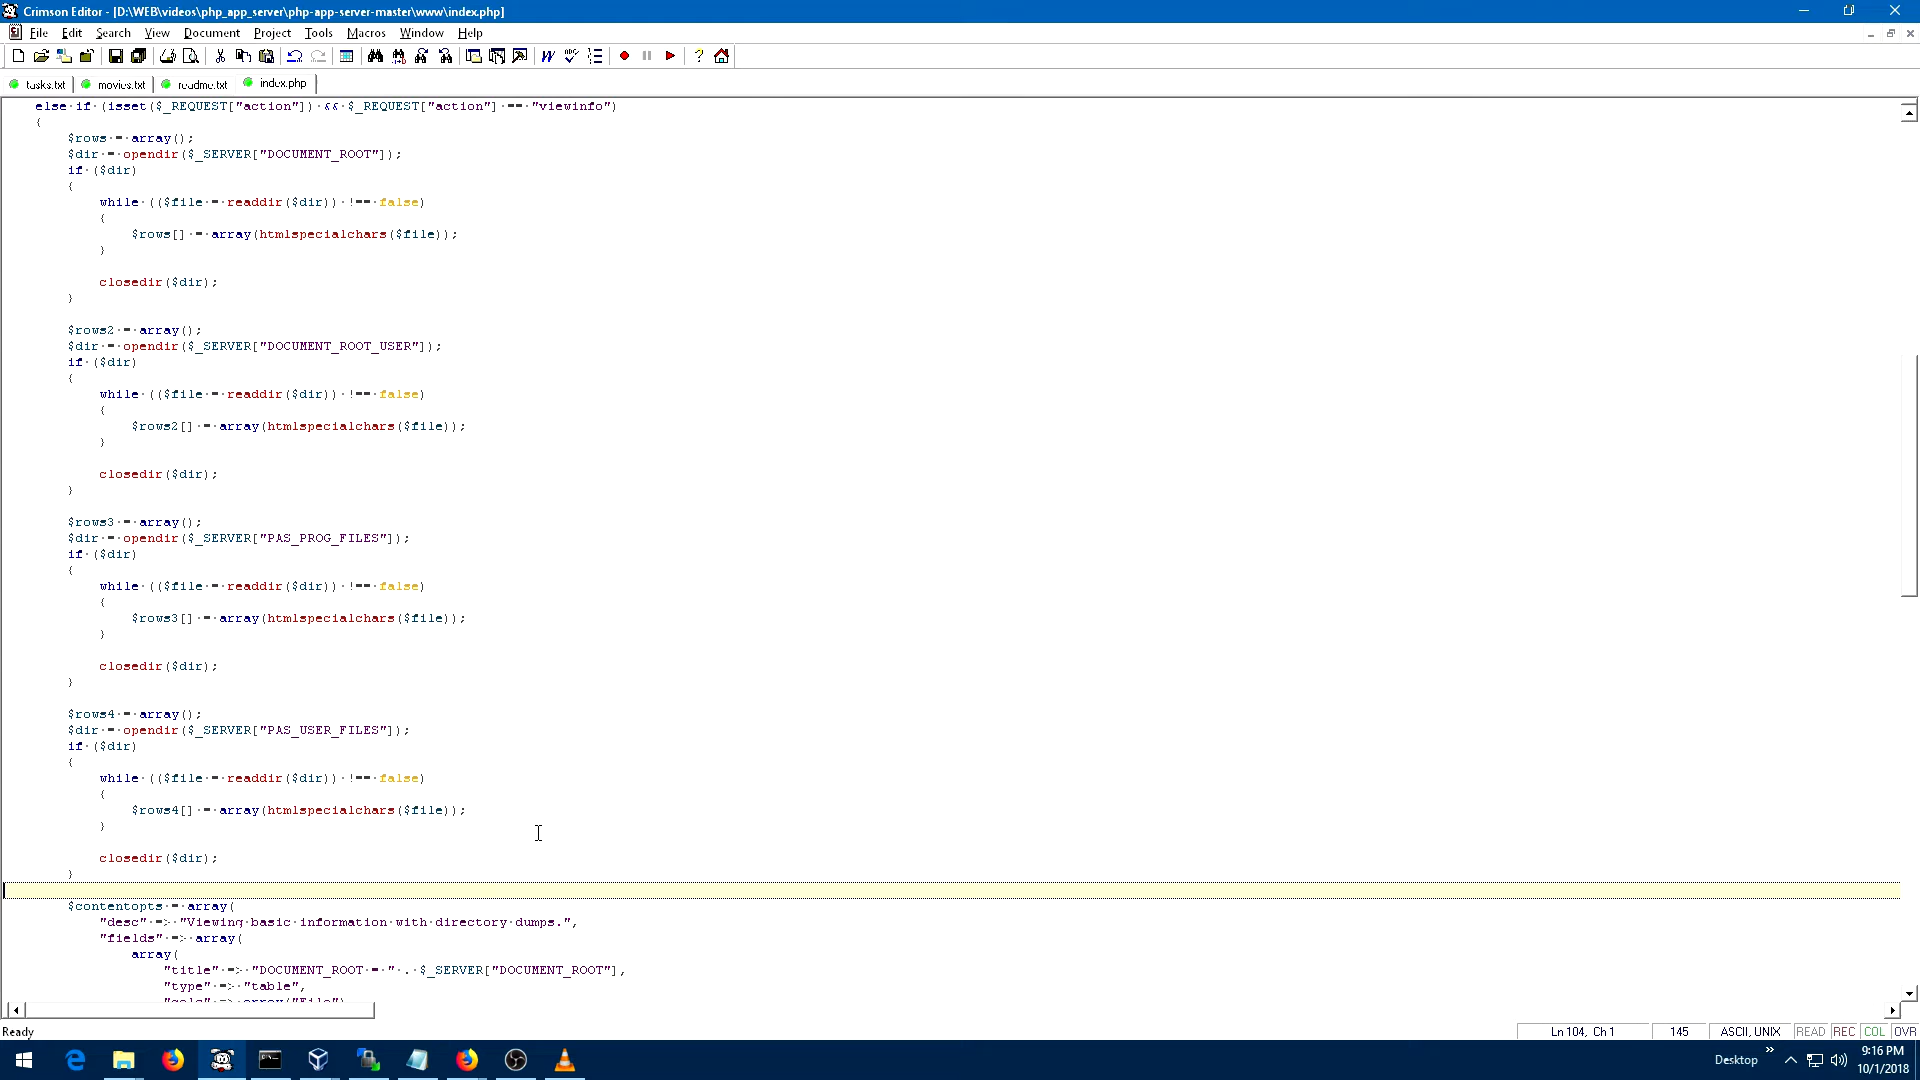 Crimson Editor - [D:\WEB\videos\php_app_server\php-app-server-master\www\index.php]
File Edit Search View Document Project Tools Macros Window Help
tasks.txt movies.txt readme.txt index.php
else if (isset($_REQUEST["action"]) && $_REQUEST["action"] == "viewinfo")
{
$rows = array();
$dir = opendir($_SERVER["DOCUMENT_ROOT"]);
if ($dir)
{
while (($file = readdir($dir)) !== false)
{
$rows[] = array(htmlspecialchars($file));
}
closedir($dir);
}
$rows2 = array();
$dir = opendir($_SERVER["DOCUMENT_ROOT_USER"]);
if ($dir)
{
while (($file = readdir($dir)) !== false)
{
$rows2[] = array(htmlspecialchars($file));
}
closedir($dir);
}
$rows3 = array();
$dir = opendir($_SERVER["PAS_PROG_FILES"]);
if ($dir)
{
while (($file = readdir($dir)) !== false)
{
$rows3[] = array(htmlspecialchars($file));
}
closedir($dir);
}
$rows4 = array();
$dir = opendir($_SERVER["PAS_USER_FILES"]);
if ($dir)
{
while (($file = readdir($dir)) !== false)
{
$rows4[] = array(htmlspecialchars($file));
}
closedir($dir);
}
$contentopts = array(
"desc" => "Viewing basic information with directory dumps.",
"fields" => array(
array(
"title" => "DOCUMENT_ROOT = " . $_SERVER["DOCUMENT_ROOT"],
"type" => "table",
"cols" => array("File"),
Ready Ln 104, Ch 1 145 ASCII, UNIX READ REC COL OVR
Desktop 9:16 PM
10/1/2018